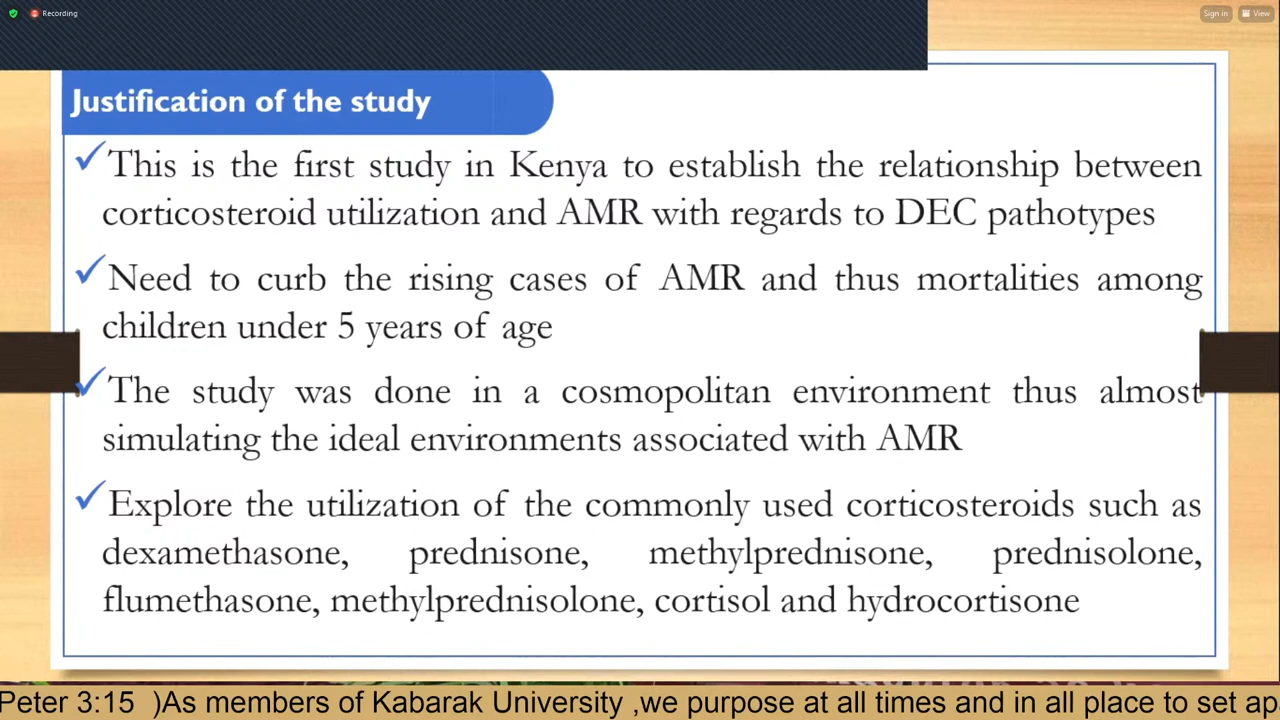 Recording
Sign in
View
Justification of the study
✓This is the first study in Kenya to establish the relationship between
corticosteroid utilization and AMR with regards to DEC pathotypes
✓Need to curb the rising cases of AMR and thus mortalities among
children under 5 years of age
✓The study was done in a cosmopolitan environment thus almost
simulating the ideal environments associated with AMR
✓Explore the utilization of the commonly used corticosteroids such as
dexamethasone, prednisone, methylprednisone, prednisolone,
flumethasone, methylprednisolone, cortisol and hydrocortisone
Peter 3:15 )As members of Kabarak University ,we purpose at all times and in all place to set ap